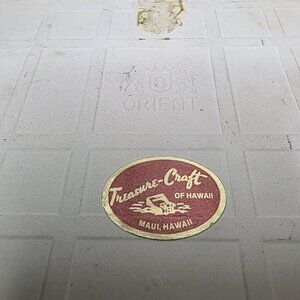 ORIENT
Treasure-Craft
OF HAWAII
MAUI, HAWAII